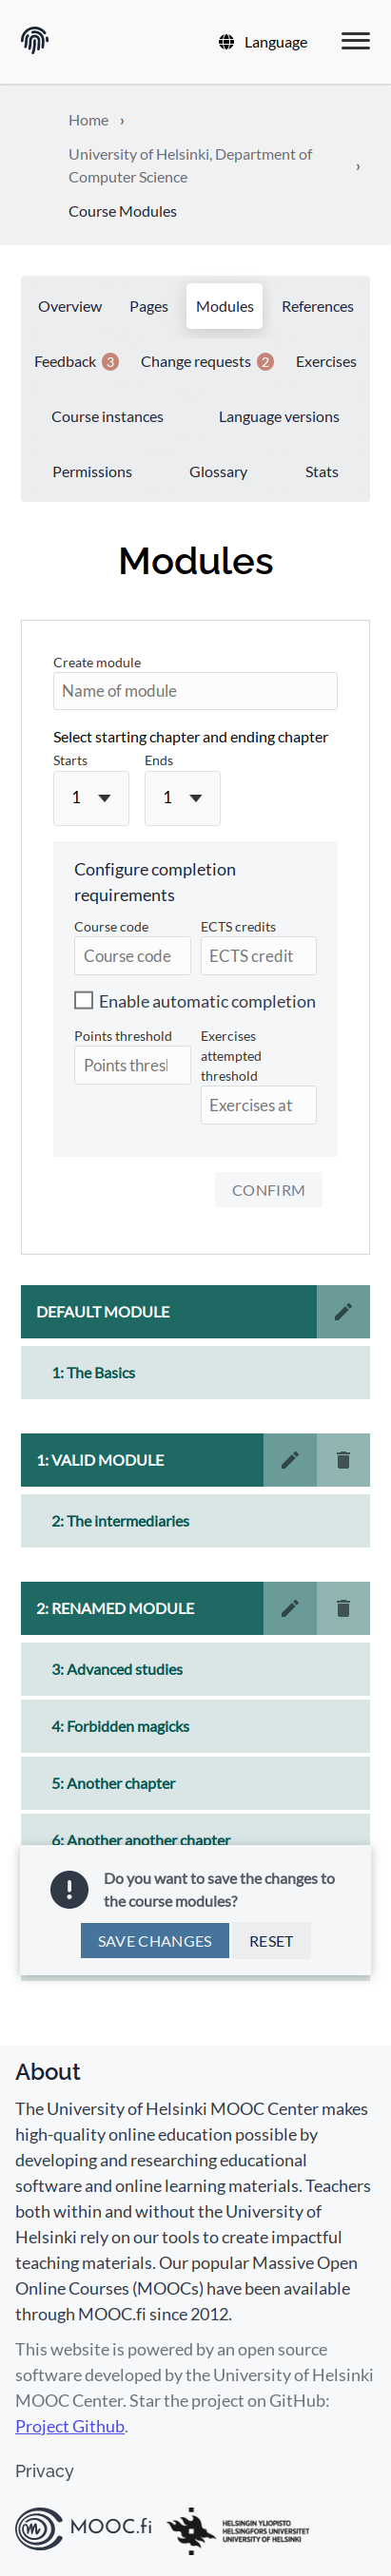 Language
Home ›
University of Helsinki, Department of
Computer Science ›
Course Modules
Overview Pages Modules References
Feedback 3 Change requests 2 Exercises
Course instances Language versions
Permissions Glossary Stats
Modules
Create module
Name of module
Select starting chapter and ending chapter
Starts Ends
1 1
Configure completion
requirements
Course code ECTS credits
Course code ECTS credit
Enable automatic completion
Points threshold Exercises
attempted
threshold
Points thres
Exercises at
CONFIRM
DEFAULT MODULE
1: The Basics
1: VALID MODULE
2: The intermediaries
2: RENAMED MODULE
3: Advanced studies
4: Forbidden magicks
5: Another chapter
6: Another another chapter
Do you want to save the changes to
the course modules?
SAVE CHANGES RESET
About
The University of Helsinki MOOC Center makes
high-quality online education possible by
developing and researching educational
software and online learning materials. Teachers
both within and without the University of
Helsinki rely on our tools to create impactful
teaching materials. Our popular Massive Open
Online Courses (MOOCs) have been available
through MOOC.fi since 2012.
This website is powered by an open source
software developed by the University of Helsinki
MOOC Center. Star the project on GitHub:
Project Github.
Privacy
MOOC.fi
HELSINGIN YLIOPISTO
HELSINGFORS UNIVERSITET
UNIVERSITY OF HELSINKI